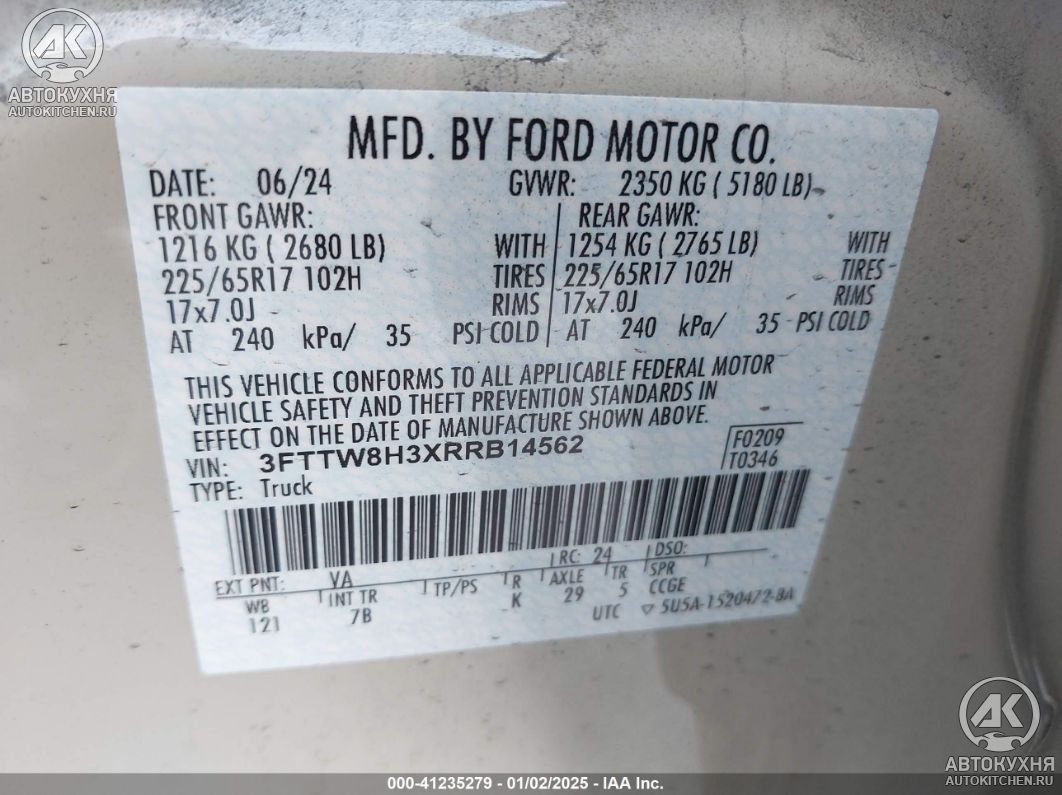 AK
АВТОКУХНЯ
AUTOKITCHEN.RU
MFD. BY FORD MOTOR CO.
DATE: 06/24 GVWR: 2350 KG ( 5180 LB)
FRONT GAWR: REAR GAWR:
1216 KG ( 2680 LB) WITH 1254 KG ( 2765 LB) WITH
225/65R17 102H TIRES 225/65R17 102H TIRES
17x7.0J RIMS 17x7.0J RIMS
AT 240 kPa/ 35 PSI COLD AT 240 kPa/ 35 PSI COLD
THIS VEHICLE CONFORMS TO ALL APPLICABLE FEDERAL MOTOR
VEHICLE SAFETY AND THEFT PREVENTION STANDARDS IN
EFFECT ON THE DATE OF MANUFACTURE SHOWN ABOVE.
VIN: 3FTTW8H3XRRB14562 F0209
TYPE: Truck T0346
EXT PNT: VA RC: 24 DSO:
WB INT TR TP/PS R AXLE TR SPR
121 7B K 29 5 CCGE
UTC ▽ 5U5A-1520472-BA
AK
АВТОКУХНЯ
AUTOKITCHEN.RU
000-41235279 - 01/02/2025 - IAA Inc.